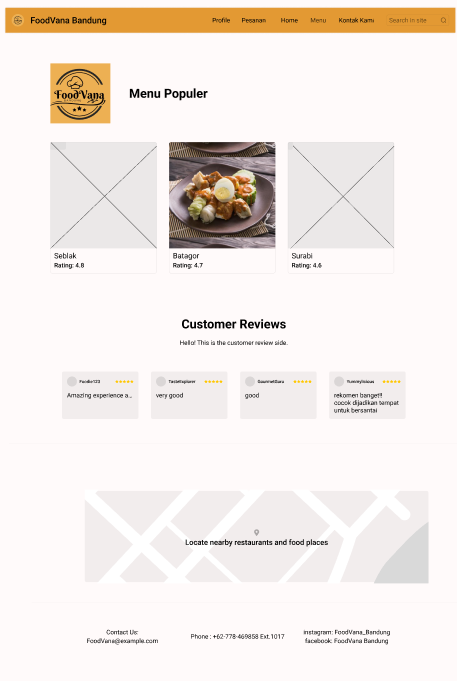 FoodVana Bandung
Profile Pesanan Home Menu Kontak Kami Search in site
FoodVana
Menu Populer
Seblak
Rating: 4.8
Batagor
Rating: 4.7
Surabi
Rating: 4.6
Customer Reviews
Hello! This is the customer review side.
Foodie123
Amazing experience a...
TasteExplorer
very good
GourmetGuru
good
Yummylicious
rekomen banget!!
cocok dijadikan tempat
untuk bersantai
Locate nearby restaurants and food places
Contact Us:
FoodVana@example.com
Phone : +62-778-469858 Ext.1017
instagram: FoodVana_Bandung
facebook: FoodVana Bandung